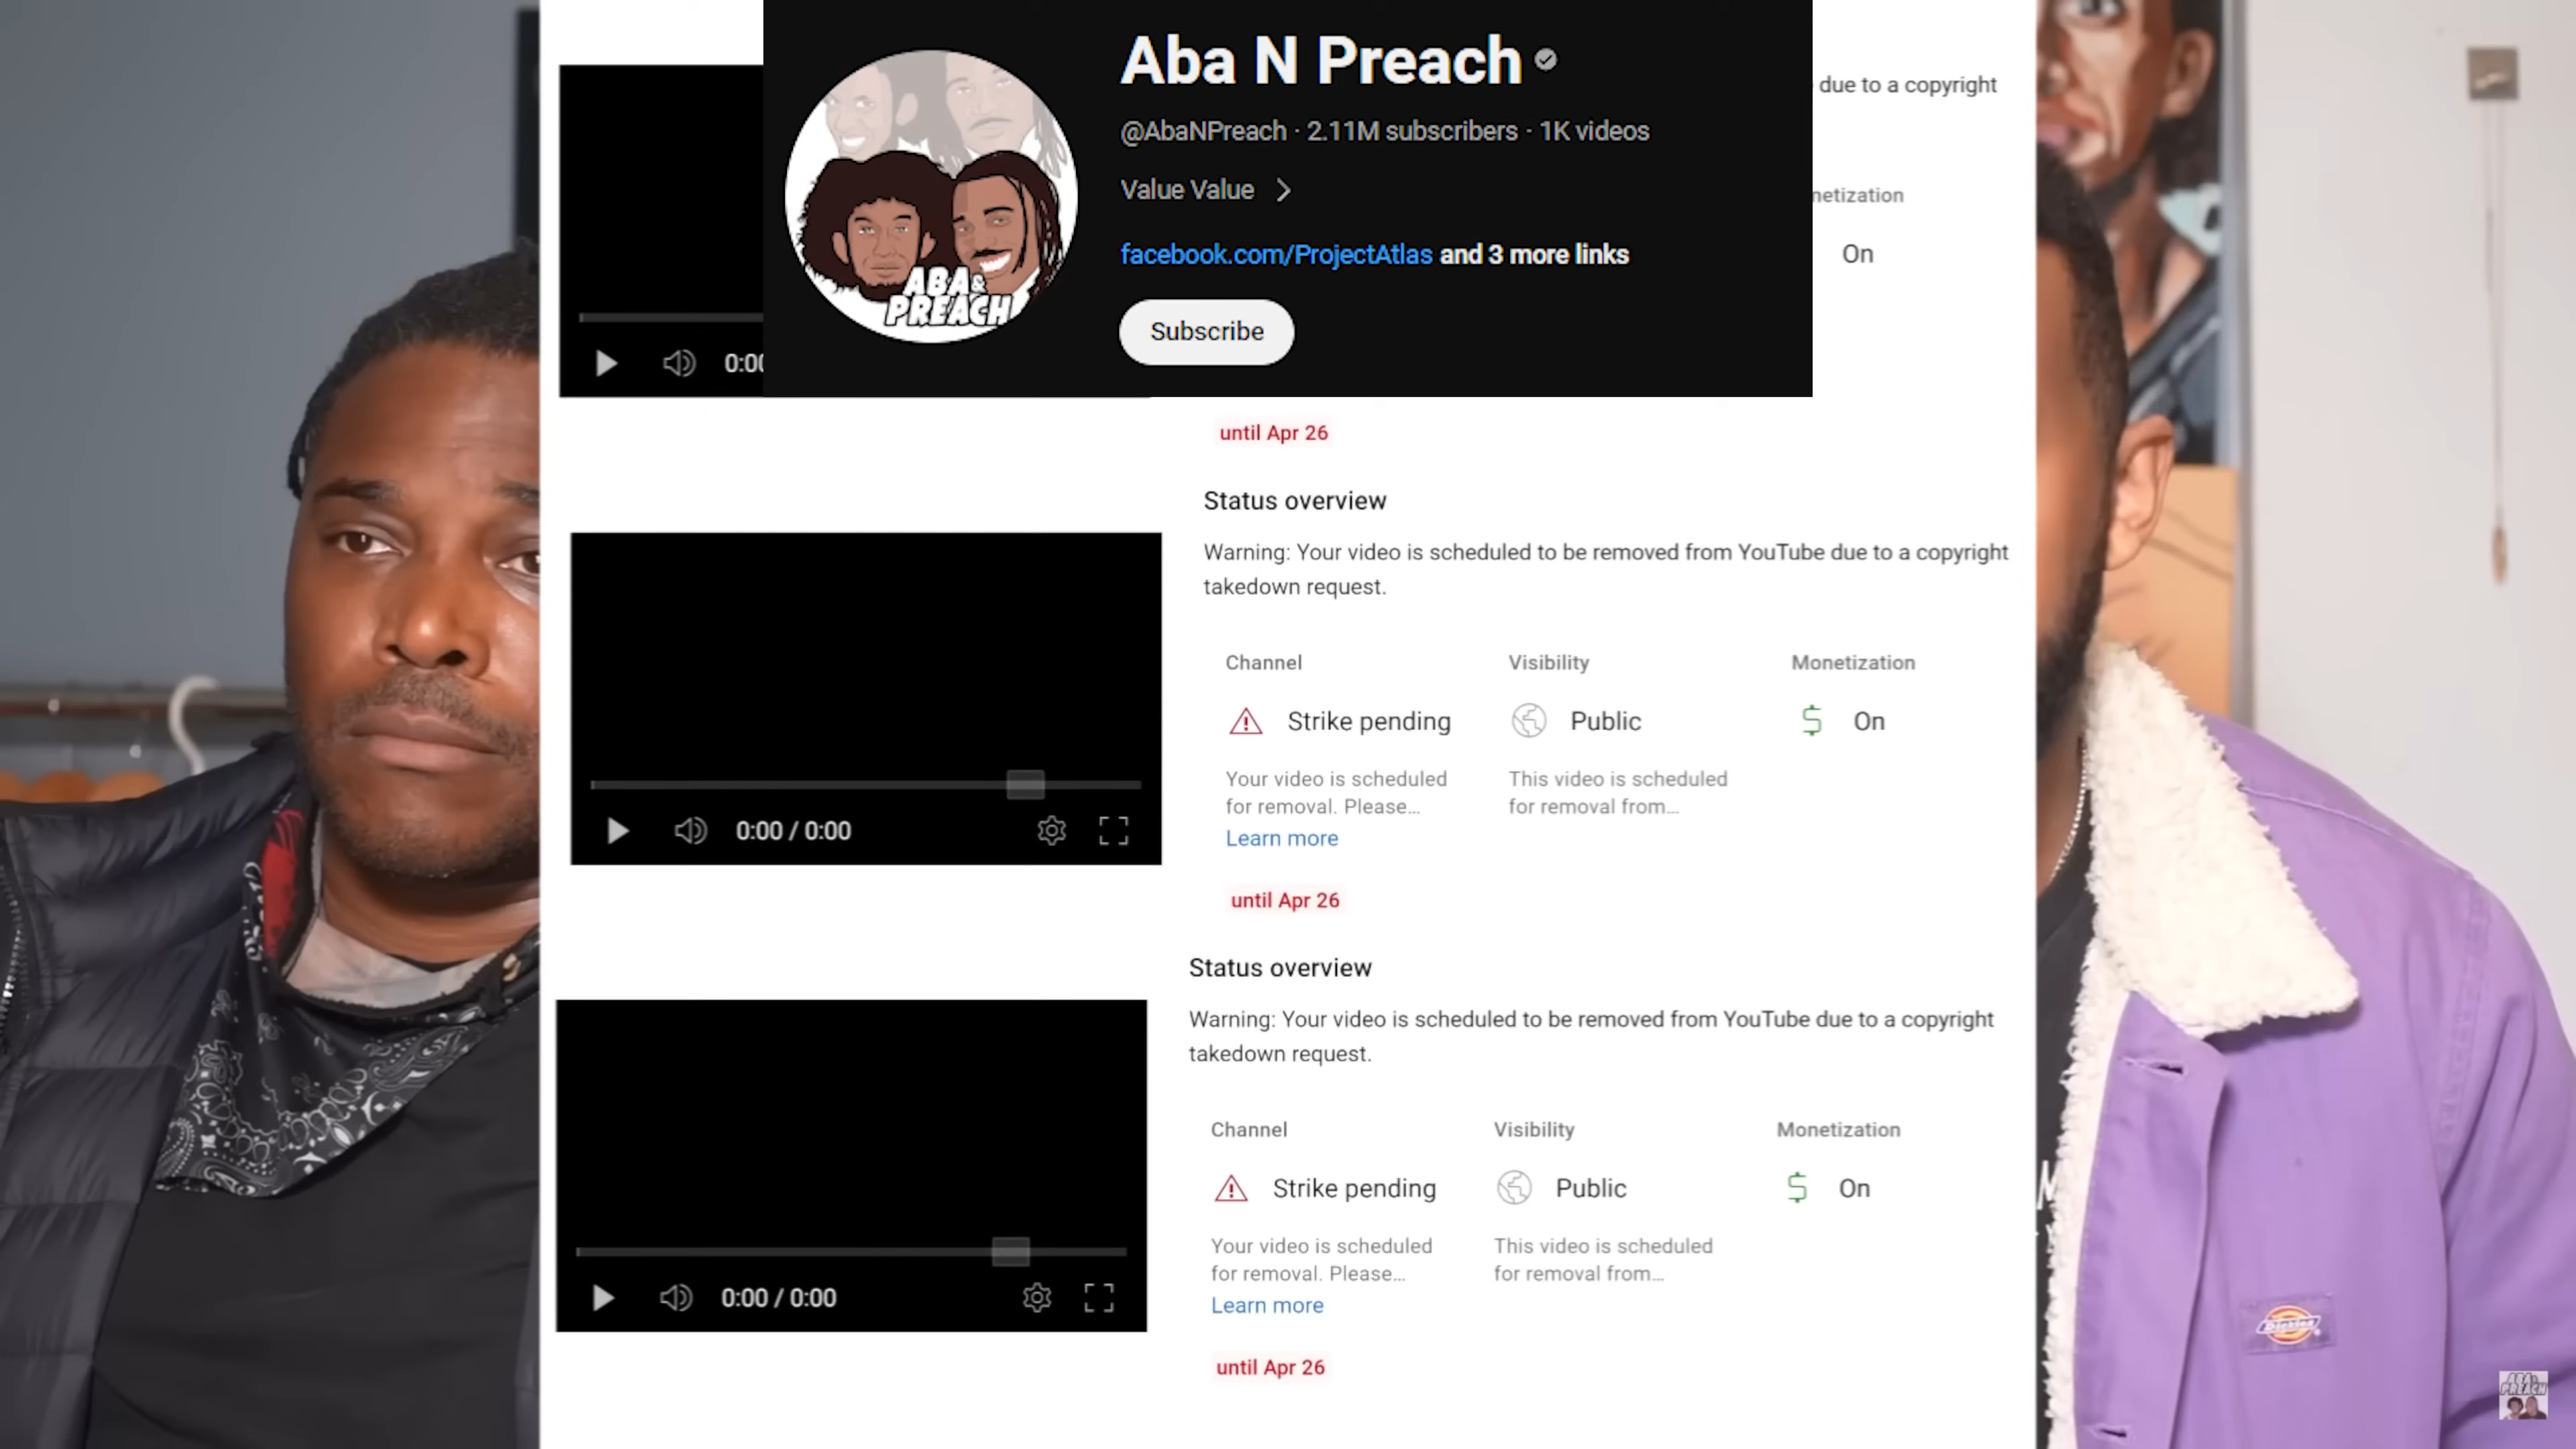 Aba N Preach
@AbaNPreach · 2.11M subscribers · 1K videos
Value Value
facebook.com/ProjectAtlas and 3 more links
Subscribe
ABA&
PREACH
due to a copyright
netization
On
0:00
until Apr 26
Status overview
Warning: Your video is scheduled to be removed from YouTube due to a copyright
takedown request.
Channel Visibility Monetization
Strike pending Public On
Your video is scheduled This video is scheduled
for removal. Please... for removal from...
Learn more
0:00 / 0:00
until Apr 26
Status overview
Warning: Your video is scheduled to be removed from YouTube due to a copyright
takedown request.
Channel Visibility Monetization
Strike pending Public On
Your video is scheduled This video is scheduled
for removal. Please... for removal from...
Learn more
0:00 / 0:00
until Apr 26
Dickies
ABA&
PREACH